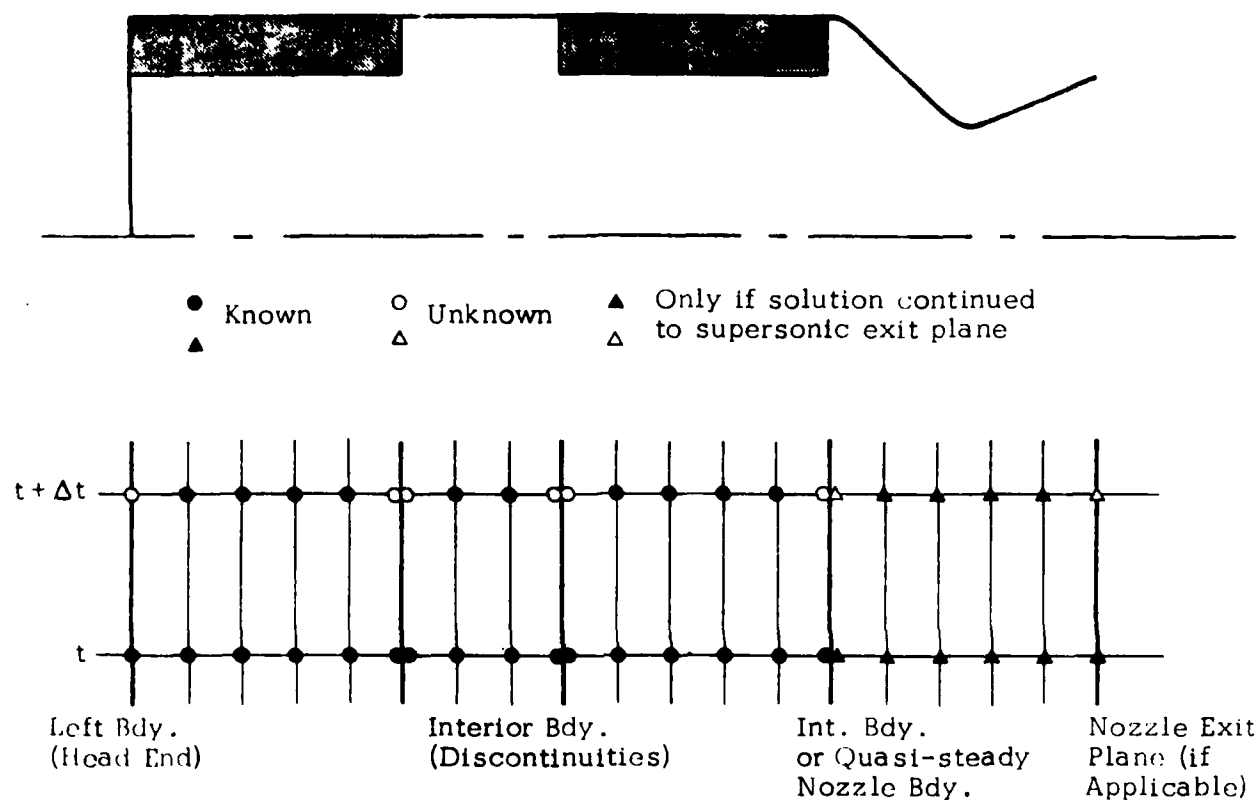 Known
Unknown
Only if solution continued
to supersonic exit plane
t + Δt
t
Left Bdy.
(Head End)
Interior Bdy.
(Discontinuities)
Int. Bdy.
or Quasi-steady
Nozzle Bdy.
Nozzle Exit
Plane (if
Applicable)